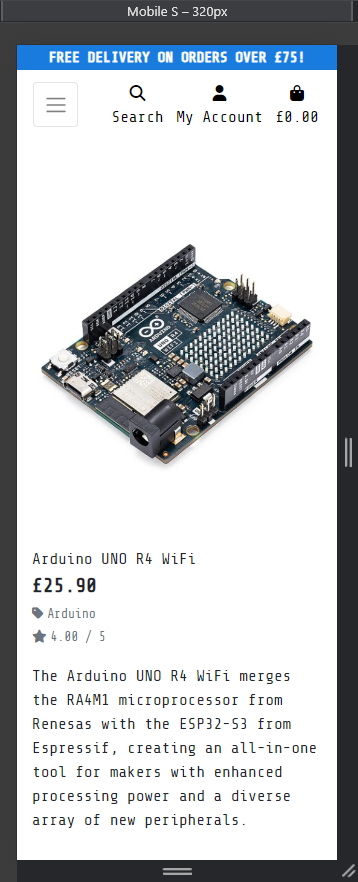 Mobile S – 320px
FREE DELIVERY ON ORDERS OVER £75!
Search My Account £0.00
Arduino UNO R4 WiFi
£25.90
Arduino
4.00 / 5
The Arduino UNO R4 WiFi merges
the RA4M1 microprocessor from
Renesas with the ESP32-S3 from
Espressif, creating an all-in-one
tool for makers with enhanced
processing power and a diverse
array of new peripherals.